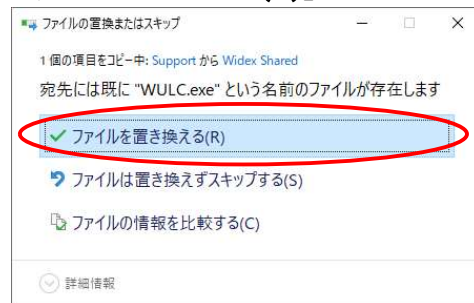 ファイルの置換またはスキップ
1 個の項目をコピー中: Support から Widex Shared
宛先には既に "WULC.exe" という名前のファイルが存在します
ファイルを置き換える(R)
ファイルは置き換えずスキップする(S)
ファイルの情報を比較する(C)
詳細情報